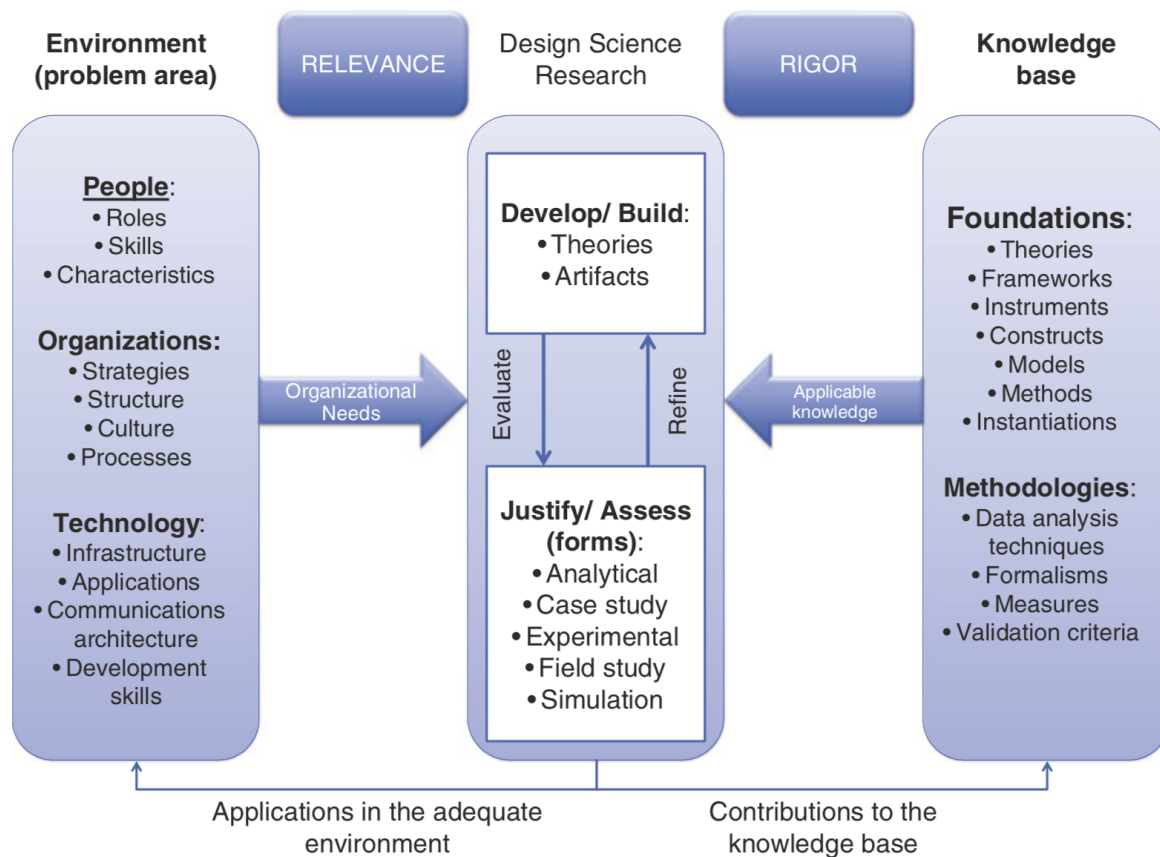 Environment
(problem area)
RELEVANCE
Design Science
Research
RIGOR
Knowledge
base
People:
• Roles
• Skills
• Characteristics
Organizations:
• Strategies
• Structure
• Culture
• Processes
Technology:
• Infrastructure
• Applications
• Communications
architecture
• Development
skills
Organizational
Needs
Develop/ Build:
• Theories
• Artifacts
Evaluate
Refine
Justify/ Assess
(forms):
• Analytical
• Case study
• Experimental
• Field study
• Simulation
Applicable
knowledge
Foundations:
• Theories
• Frameworks
• Instruments
• Constructs
• Models
• Methods
• Instantiations
Methodologies:
• Data analysis
techniques
• Formalisms
• Measures
• Validation criteria
Applications in the adequate
environment
Contributions to the
knowledge base